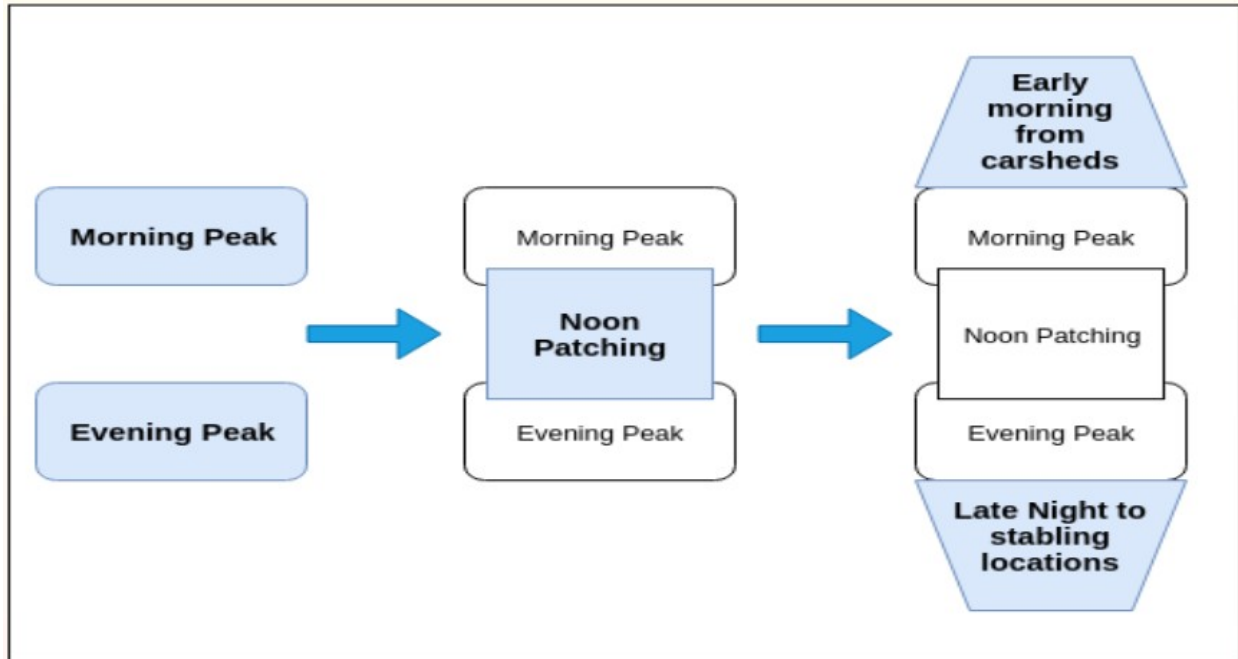 Morning Peak
Evening Peak
Morning Peak
Noon
Patching
Evening Peak
Early
morning
from
carsheds
Morning Peak
Noon Patching
Evening Peak
Late Night to
stabling
locations